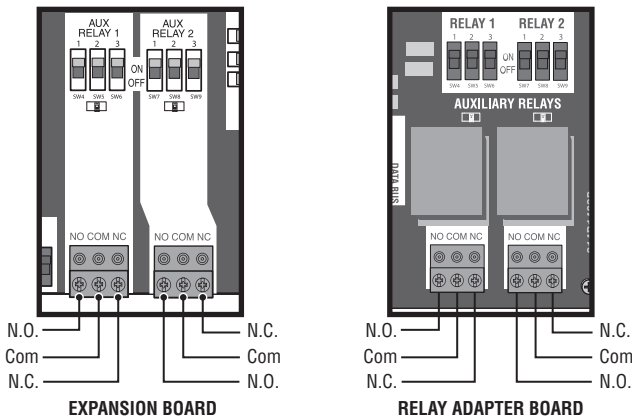 AUX
RELAY 1
AUX
RELAY 2
1 2 3
1 2 3
ON
OFF
SW4 SW5 SW6
SW7 SW8 SW9
NO COM NC
NO COM NC
N.O.
Com
N.C.
N.C.
Com
N.O.
EXPANSION BOARD
RELAY 1
RELAY 2
1 2 3
1 2 3
ON
OFF
SW4 SW5 SW6
SW7 SW8 SW9
AUXILIARY RELAYS
DATA BUS
NO COM NC
NO COM NC
N.O.
Com
N.C.
N.C.
Com
N.O.
RELAY ADAPTER BOARD